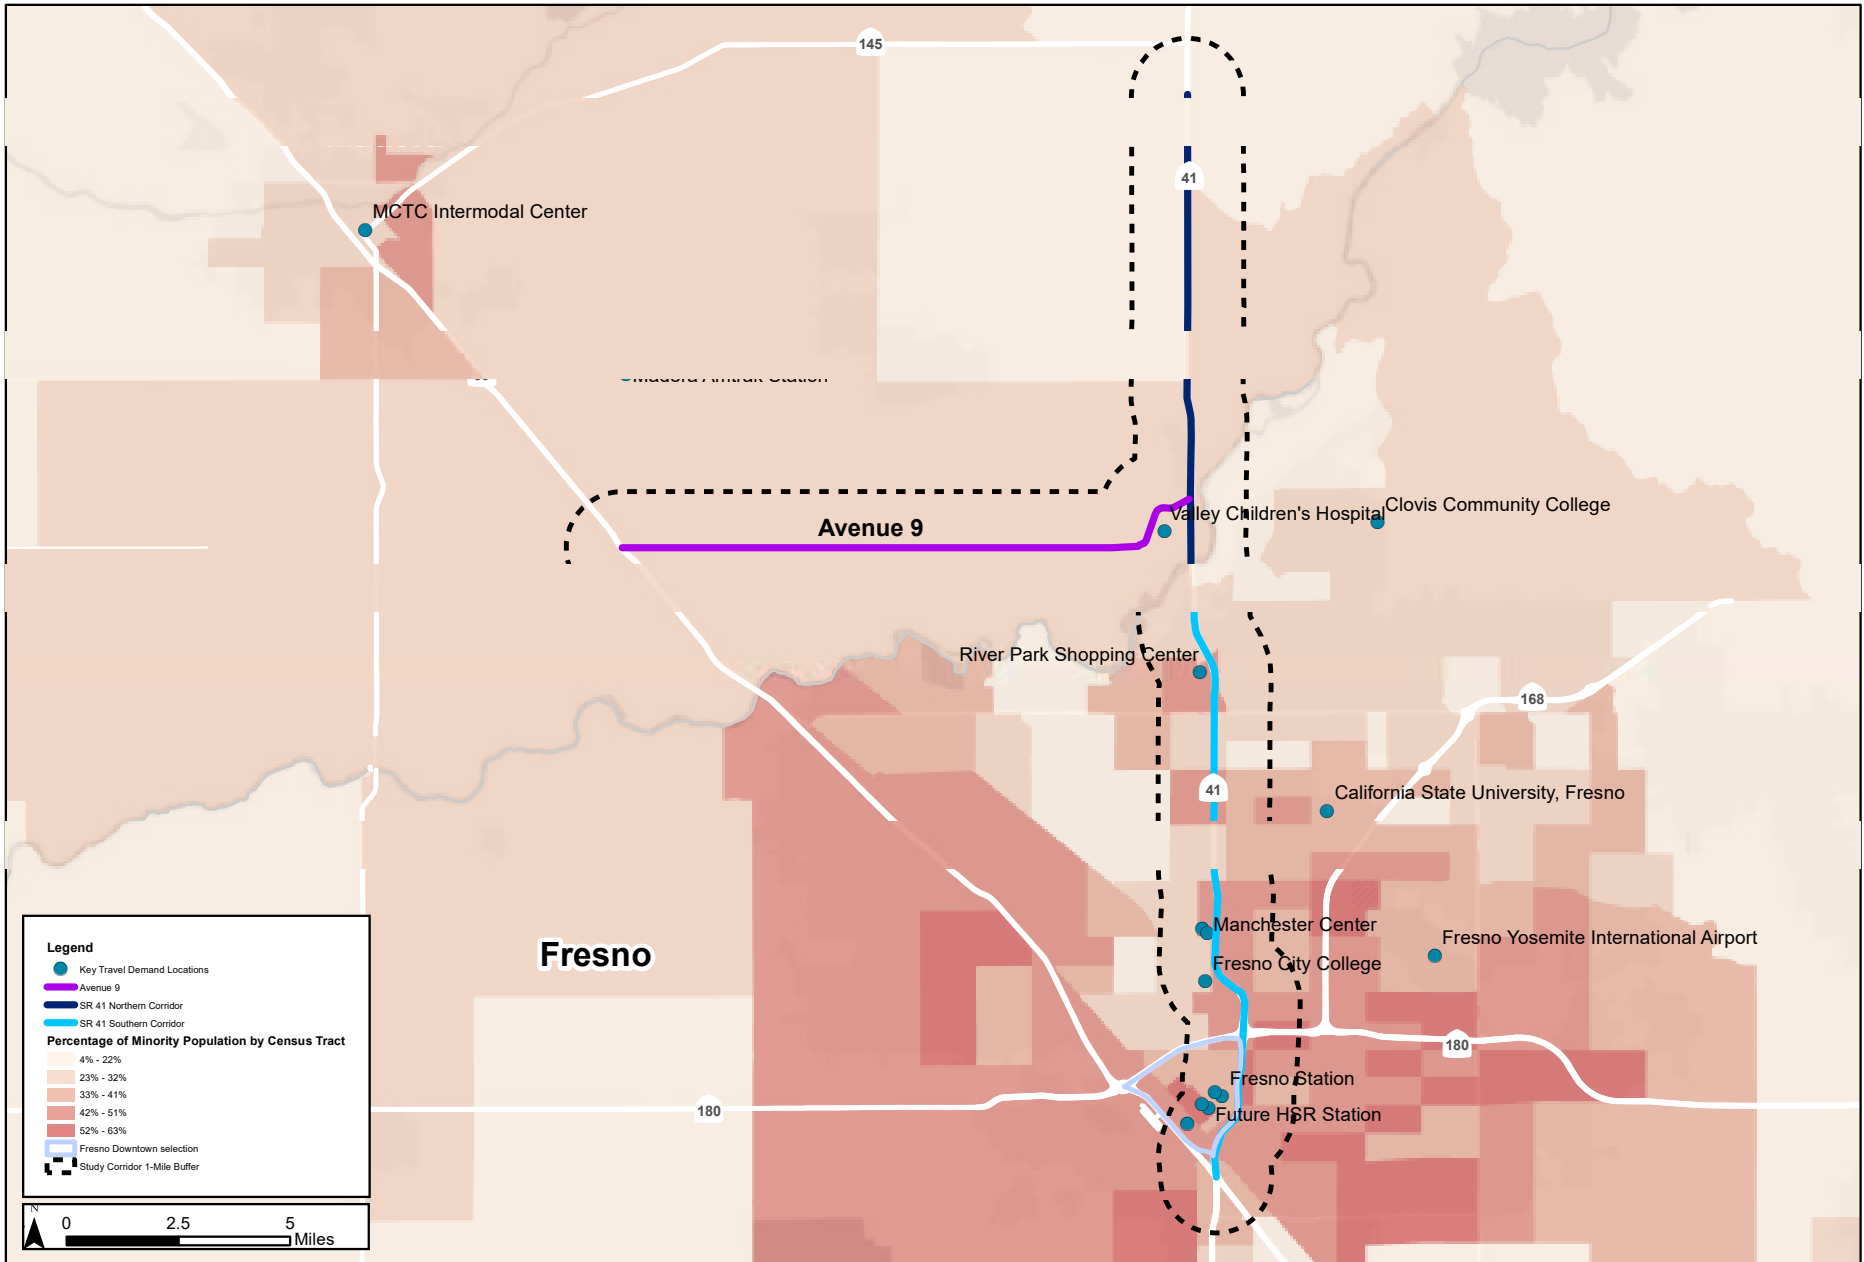 145
41
MCTC Intermodal Center
Madera Amtrak Station
Clovis Community College
Valley Children's Hospital
Avenue 9
River Park Shopping Center
168
41
California State University, Fresno
Manchester Center
Fresno Yosemite International Airport
Fresno
Fresno City College
180
Fresno Station
180
Future HSR Station
Legend
Key Travel Demand Locations
Avenue 9
SR 41 Northern Corridor
SR 41 Southern Corridor
Percentage of Minority Population by Census Tract
4% - 22%
23% - 32%
33% - 41%
42% - 51%
52% - 63%
Fresno Downtown selection
Study Corridor 1-Mile Buffer
N
0 2.5 5
Miles